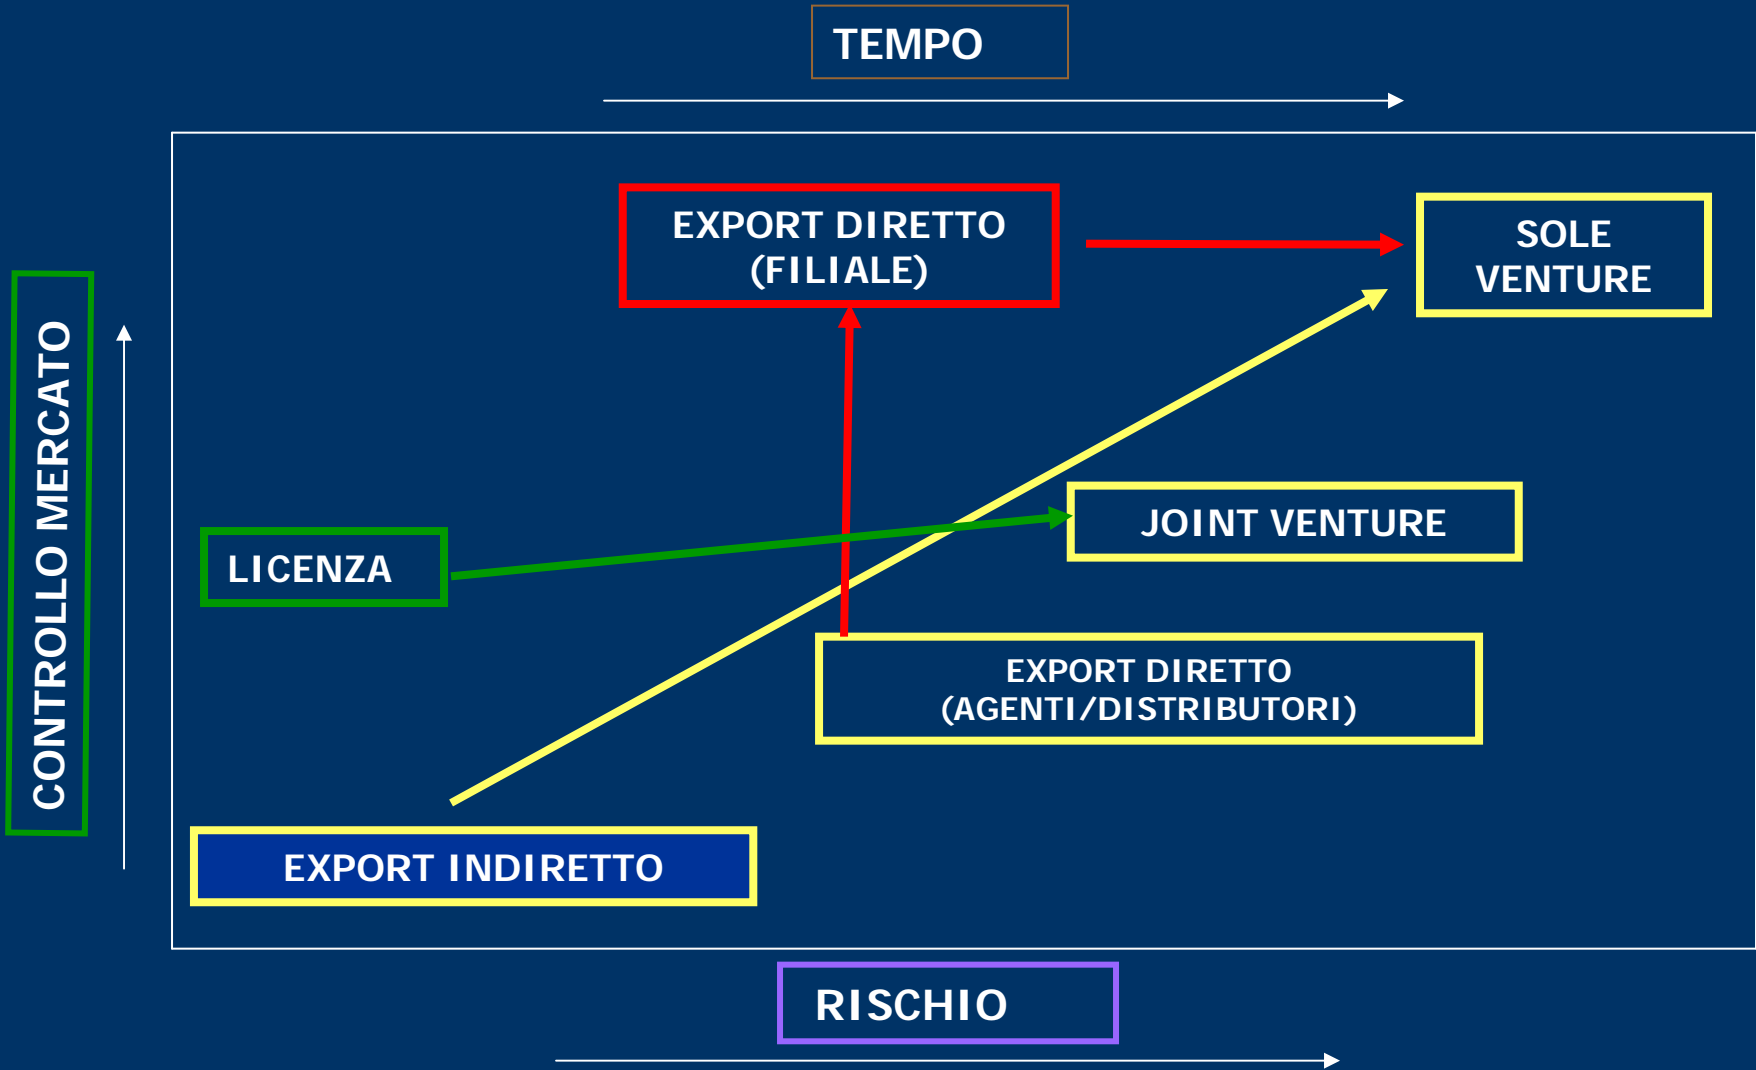 TEMPO
EXPORT DIRETTO
(FILIALE)
SOLE
VENTURE
CONTROLLO MERCATO
JOINT VENTURE
LICENZA
EXPORT DIRETTO
(AGENTI/DISTRIBUTORI)
EXPORT INDIRETTO
RISCHIO